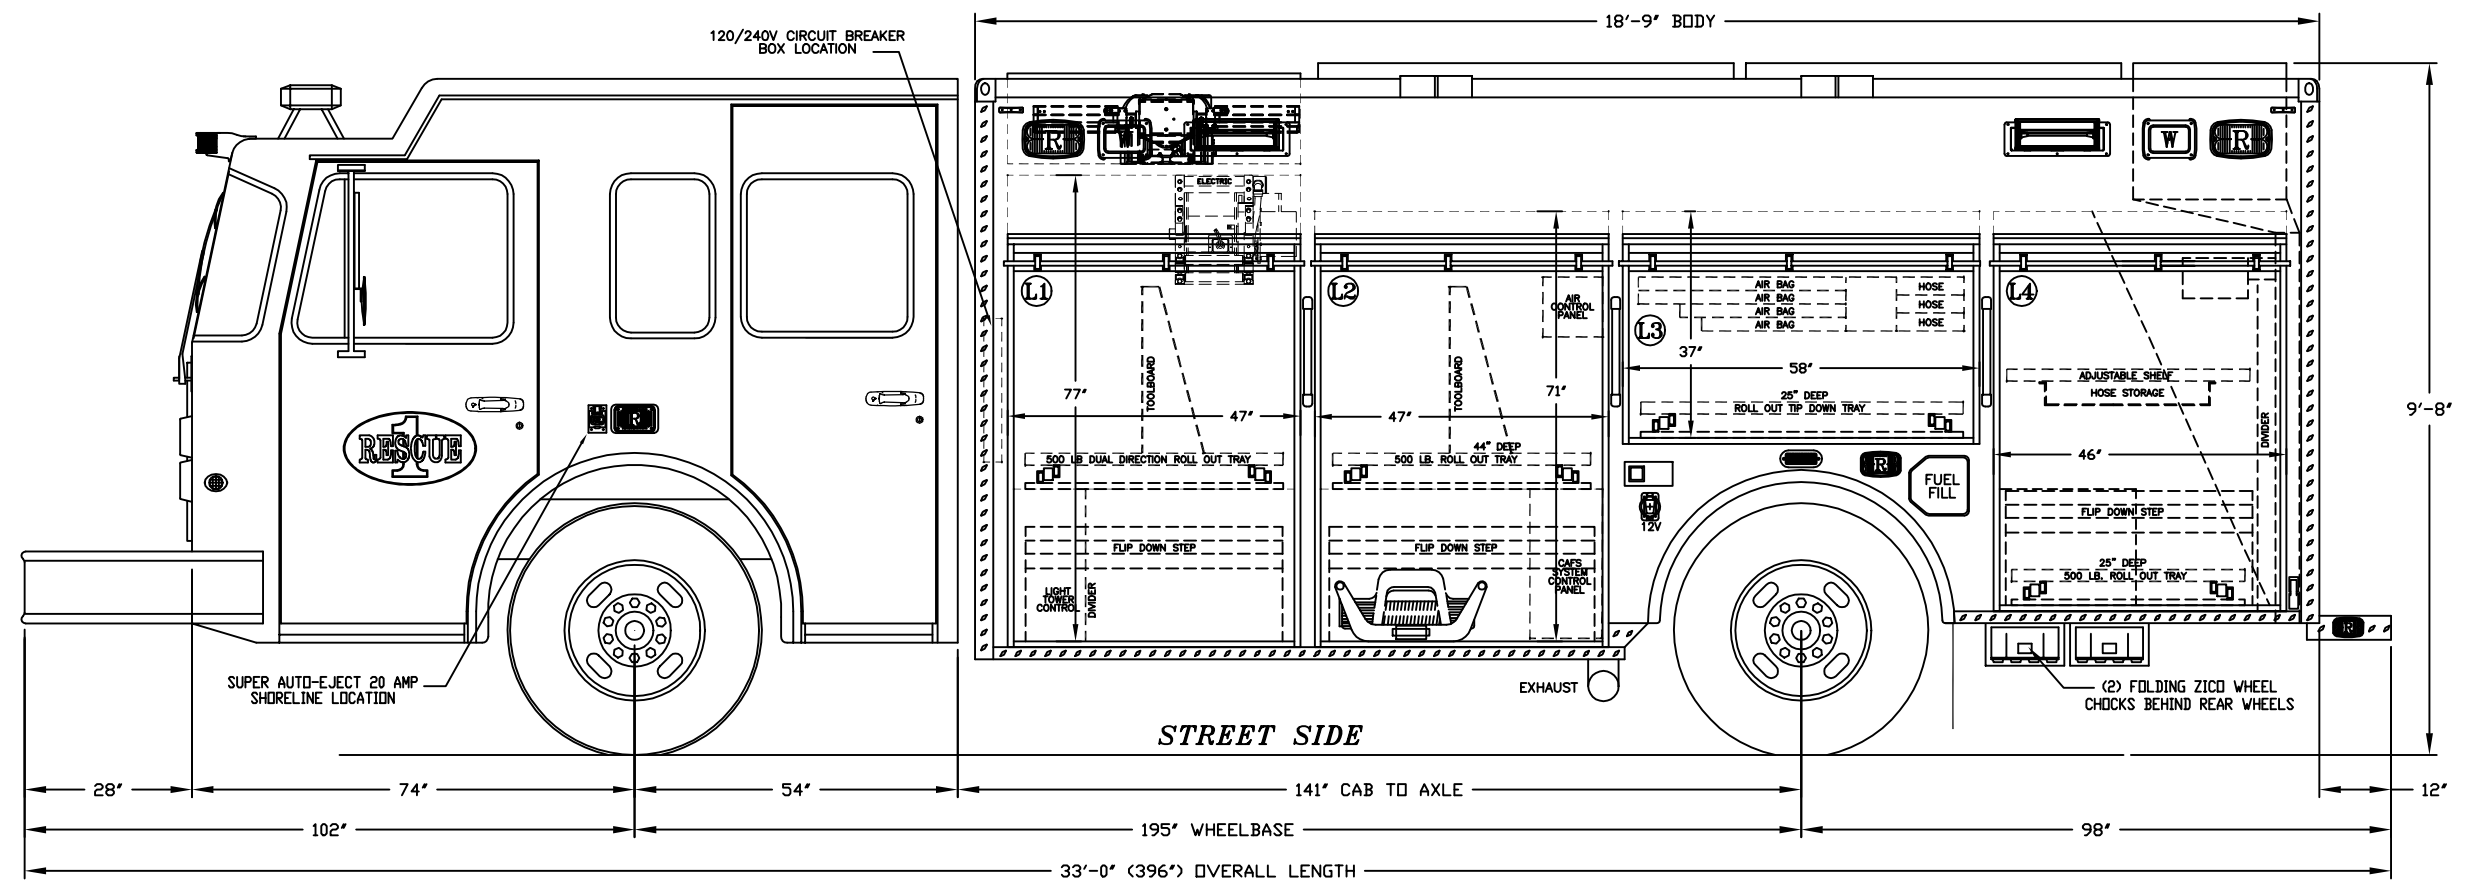 18'-9" BODY
120/240V CIRCUIT BREAKER
BOX LOCATION
R
W
W
R
ELECTRIC
L1
L2
L3
L4
AIR
CONTROL
PANEL
AIR BAG
AIR BAG
AIR BAG
AIR BAG
HOSE
HOSE
HOSE
37"
58"
77"
47"
TOOLBOARD
47"
TOOLBOARD
71"
25" DEEP
ROLL OUT TIP DOWN TRAY
ADJUSTABLE SHELF
HOSE STORAGE
DIVIDER
46"
9'-8"
RESCUE
1
R
500 LB DUAL DIRECTION ROLL OUT TRAY
44" DEEP
500 LB. ROLL OUT TRAY
R
FUEL
FILL
12V
FLIP DOWN STEP
FLIP DOWN STEP
FLIP DOWN STEP
LIGHT
TOWER
CONTROL
DIVIDER
CAFS
SYSTEM
CONTROL
PANEL
25" DEEP
500 LB. ROLL OUT TRAY
R
SUPER AUTO-EJECT 20 AMP
SHORELINE LOCATION
EXHAUST
(2) FOLDING ZICO WHEEL
CHOCKS BEHIND REAR WHEELS
STREET SIDE
28"
74"
54"
141" CAB TO AXLE
12"
102"
195" WHEELBASE
98"
33'-0" (396") OVERALL LENGTH